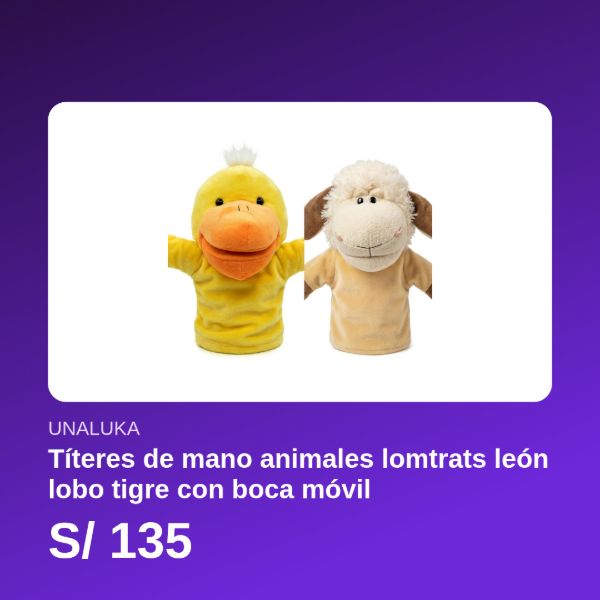 UNALUKA
Títeres de mano animales lomtrats león
lobo tigre con boca móvil
S/ 135